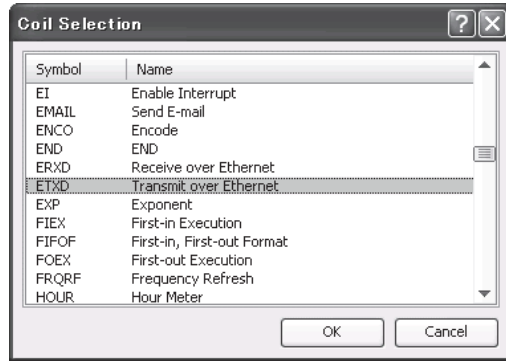 Coil Selection
Symbol Name
EI Enable Interrupt
EMAIL Send E-mail
ENCO Encode
END END
ERXD Receive over Ethernet
ETXD Transmit over Ethernet
EXP Exponent
FIEX First-in Execution
FIFOF First-in, First-out Format
FOEX First-out Execution
FRQRF Frequency Refresh
HOUR Hour Meter
OK Cancel